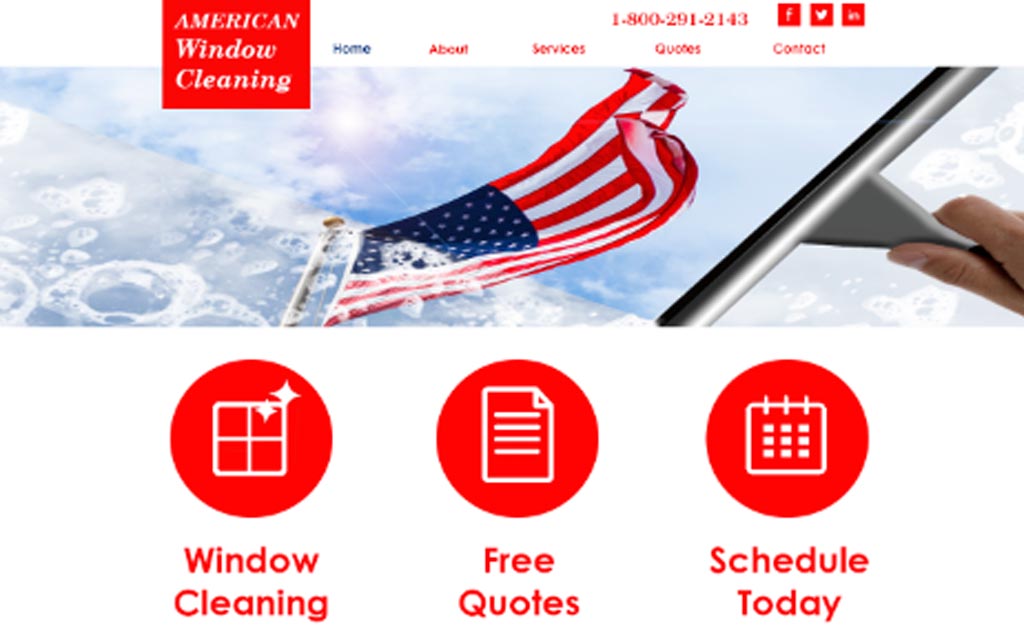 AMERICAN
Window
Cleaning
1-800-291-2143
f
in
Home
About
Services
Quotes
Contact
Window
Cleaning
Free
Quotes
Schedule
Today